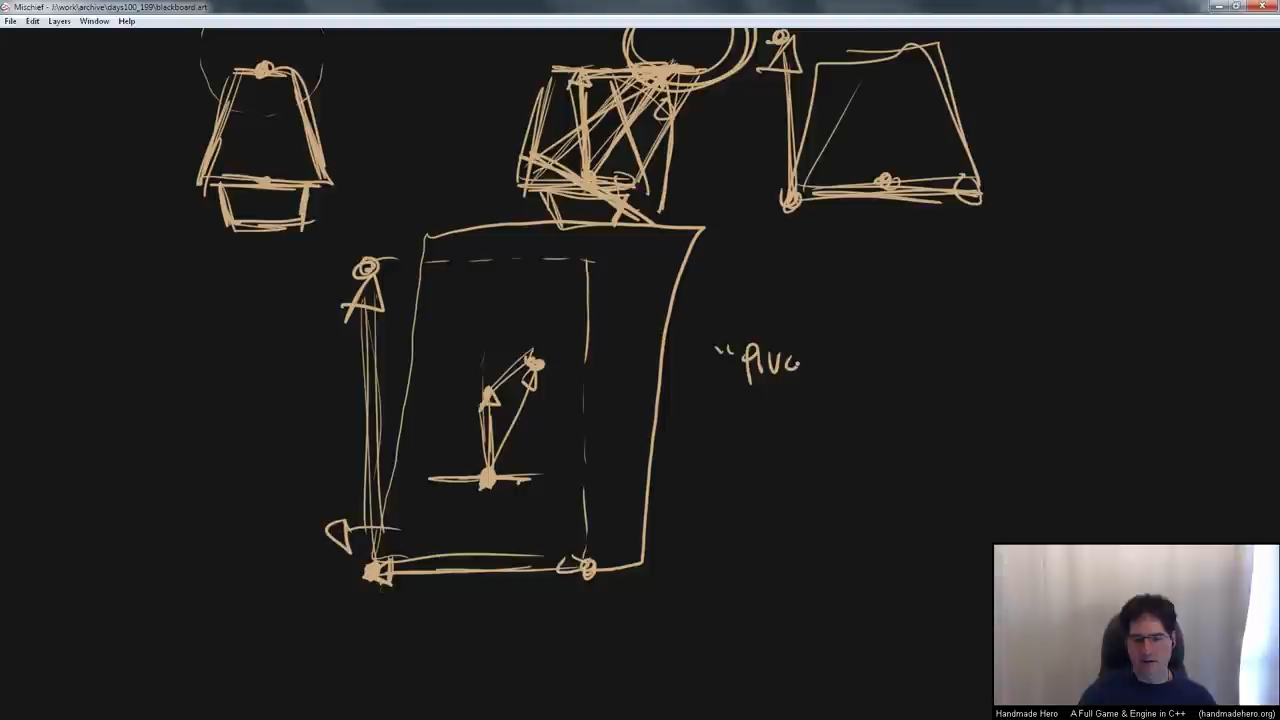 Mischief - J:\work\archive\days100_199\blackboard.art
File Edit Layers Window Help
"Pivo
Handmade Hero A Full Game & Engine in C++ (handmadehero.org)